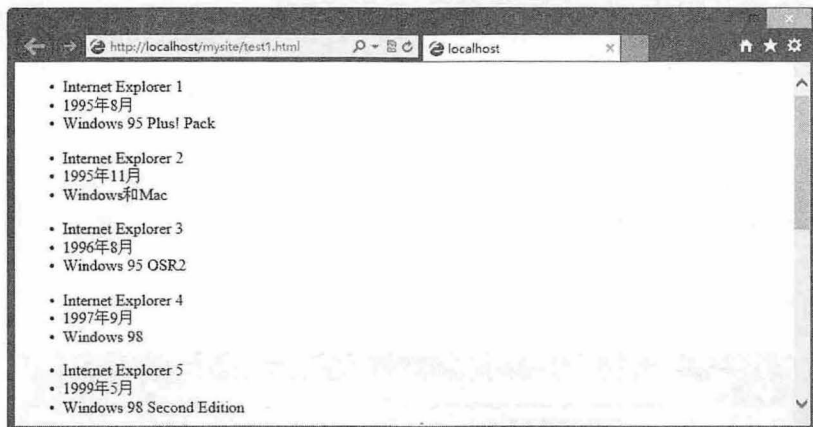 http://localhost/mysite/test1.html
localhost
• Internet Explorer 1
• 1995年8月
• Windows 95 Plus! Pack
• Internet Explorer 2
• 1995年11月
• Windows和Mac
• Internet Explorer 3
• 1996年8月
• Windows 95 OSR2
• Internet Explorer 4
• 1997年9月
• Windows 98
• Internet Explorer 5
• 1999年5月
• Windows 98 Second Edition